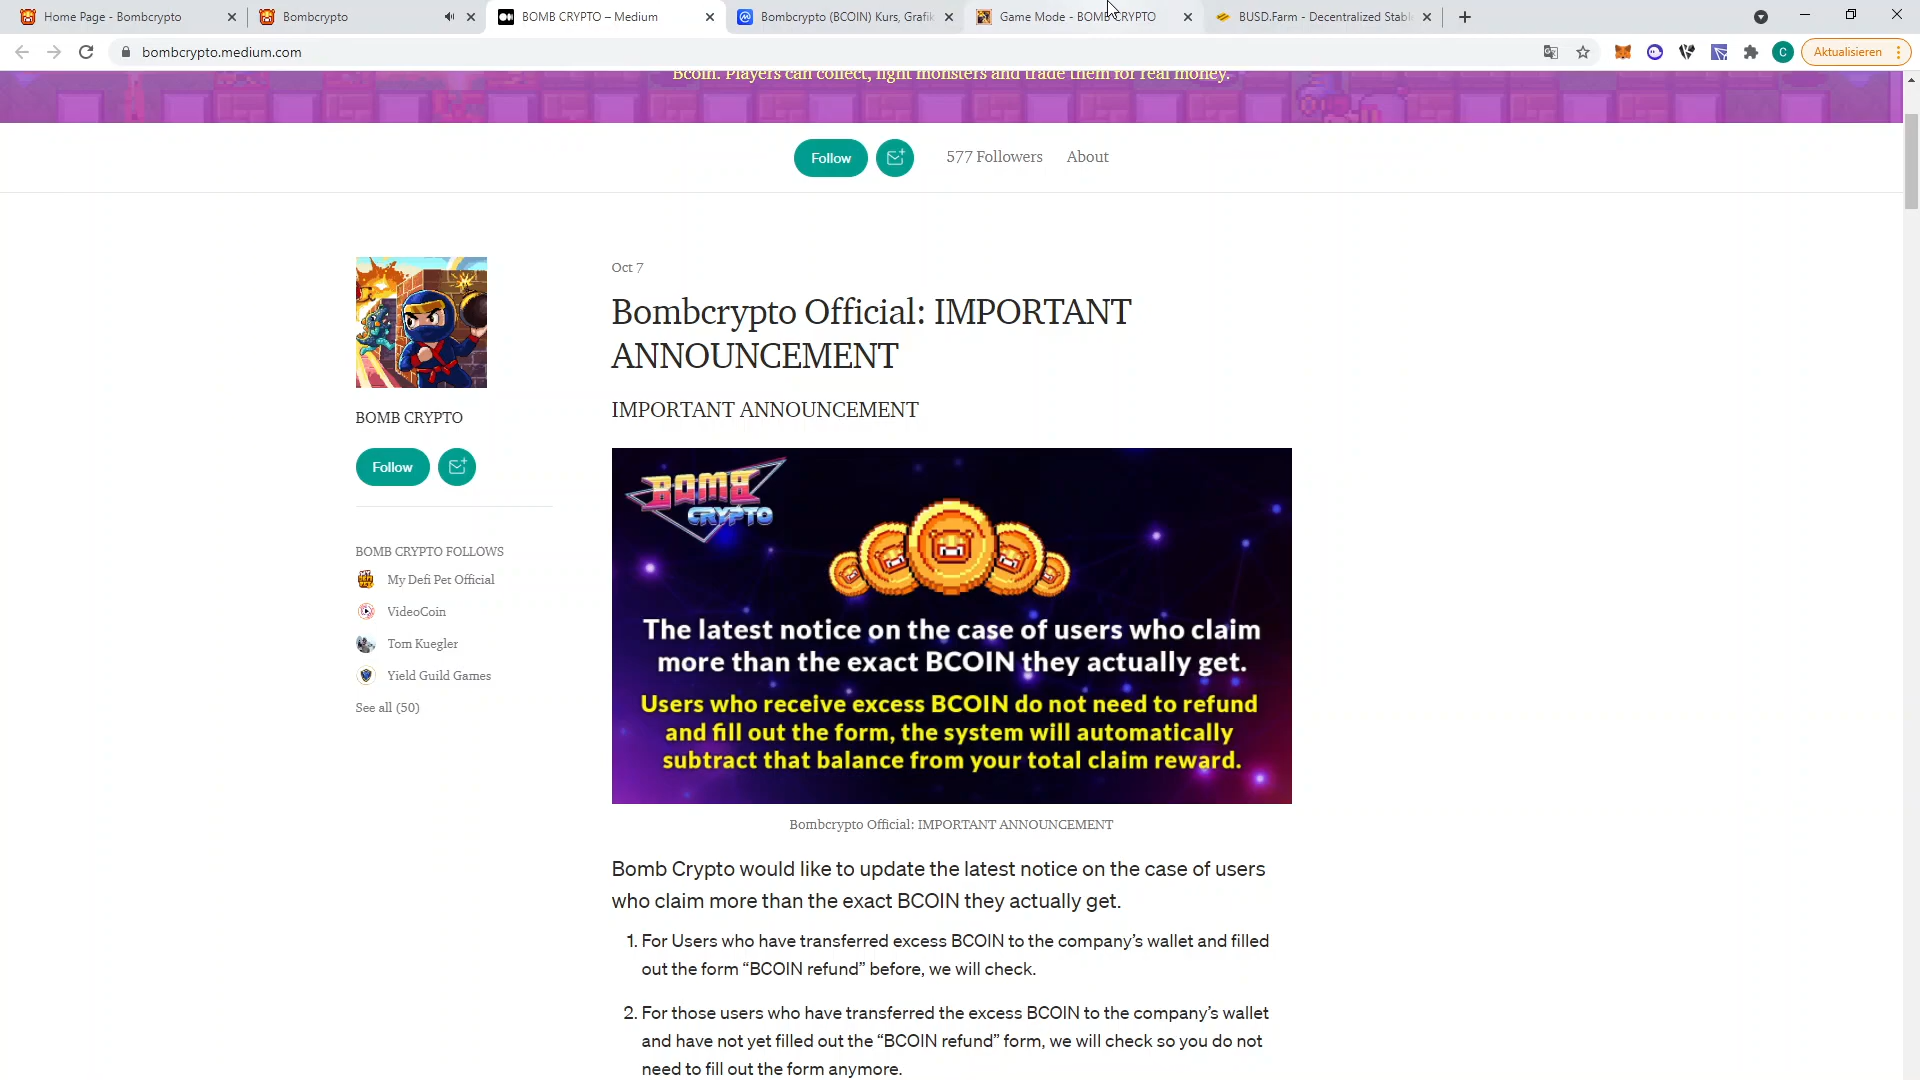 Home Page - Bombcrypto
Bombcrypto
BOMB CRYPTO – Medium
Bombcrypto (BCOIN) Kurs, Grafik
Game Mode - BOMB CRYPTO
BUSD.Farm - Decentralized Stabl
bombcrypto.medium.com
C
Aktualisieren
Bcoin. Players can collect, fight monsters and trade them for real money.
Follow
577 Followers
About
Oct 7
Bombcrypto Official: IMPORTANT
ANNOUNCEMENT
IMPORTANT ANNOUNCEMENT
BOMB CRYPTO
Follow
BOMB CRYPTO FOLLOWS
My Defi Pet Official
VideoCoin
Tom Kuegler
Yield Guild Games
See all (50)
BOMB
CRYPTO
The latest notice on the case of users who claim
more than the exact BCOIN they actually get.
Users who receive excess BCOIN do not need to refund
and fill out the form, the system will automatically
subtract that balance from your total claim reward.
Bombcrypto Official: IMPORTANT ANNOUNCEMENT
Bomb Crypto would like to update the latest notice on the case of users
who claim more than the exact BCOIN they actually get.
1. For Users who have transferred excess BCOIN to the company’s wallet and filled
out the form “BCOIN refund” before, we will check.
2. For those users who have transferred the excess BCOIN to the company’s wallet
and have not yet filled out the “BCOIN refund” form, we will check so you do not
need to fill out the form anymore.